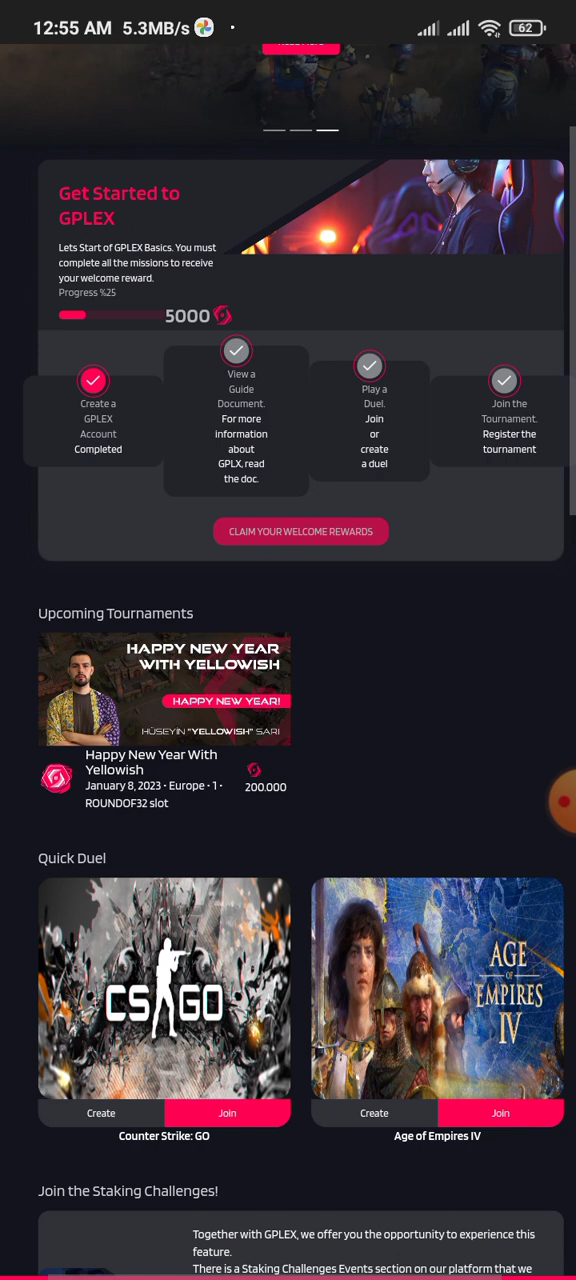 12:55 AM 5.3MB/s
62
Get Started to
GPLEX
Lets Start of GPLEX Basics. You must
complete all the missions to receive
your welcome reward.
Progress %25
5000
Create a
GPLEX
Account
Completed
View a
Guide
Document.
For more
information
about
GPLX, read
the doc.
Play a
Duel.
Join
or
create
a duel
Join the
Tournament.
Register the
tournament
CLAIM YOUR WELCOME REWARDS
Upcoming Tournaments
HAPPY NEW YEAR
WITH YELLOWISH
HAPPY NEW YEAR!
HÜSEYİN "YELLOWISH" SARI
Happy New Year With
Yellowish
January 8, 2023 • Europe • 1 •
ROUNDOF32 slot
200.000
Quick Duel
CS GO
AGE
OF
EMPIRES
IV
Create
Join
Create
Join
Counter Strike: GO
Age of Empires IV
Join the Staking Challenges!
Together with GPLEX, we offer you the opportunity to experience this
feature.
There is a Staking Challenges Events section on our platform that we